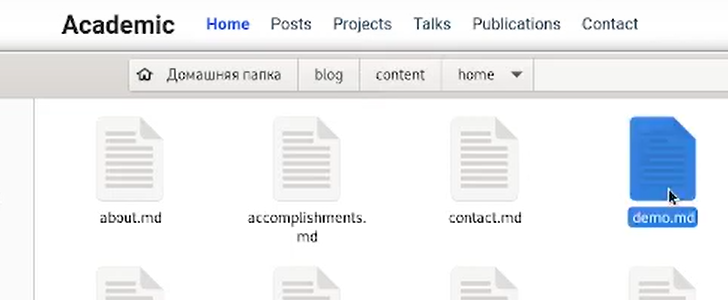 Academic Home Posts Projects Talks Publications Contact
Домашняя папка blog content home
about.md accomplishments. contact.md demo.md
md